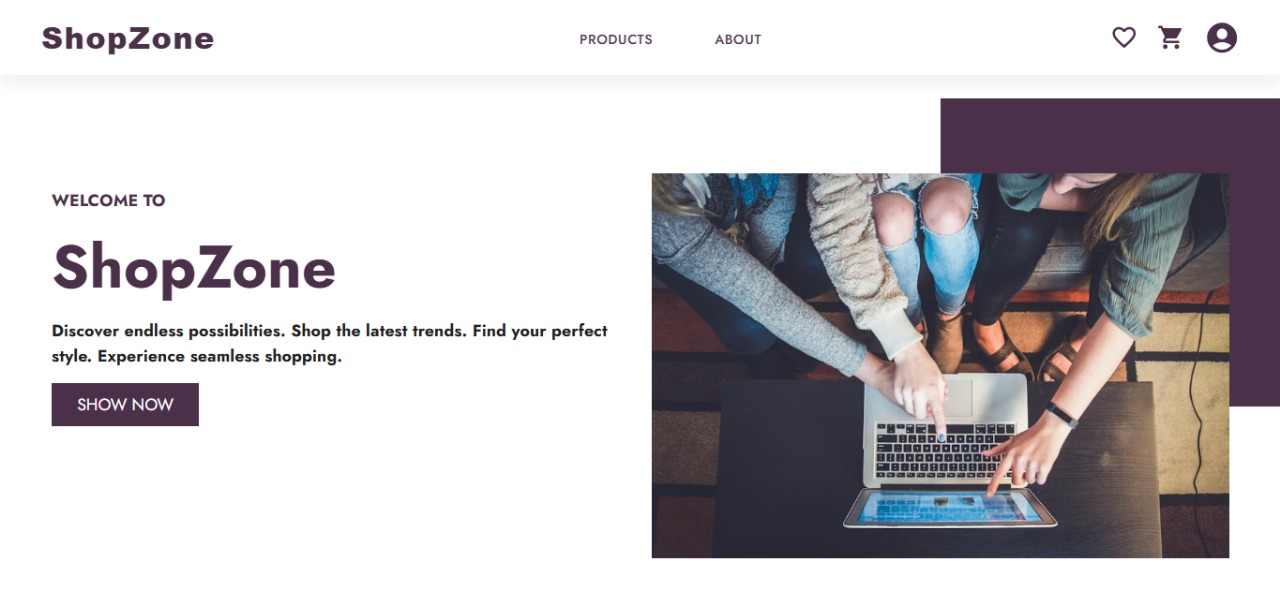 ShopZone
PRODUCTS
ABOUT
WELCOME TO
ShopZone
Discover endless possibilities. Shop the latest trends. Find your perfect
style. Experience seamless shopping.
SHOW NOW